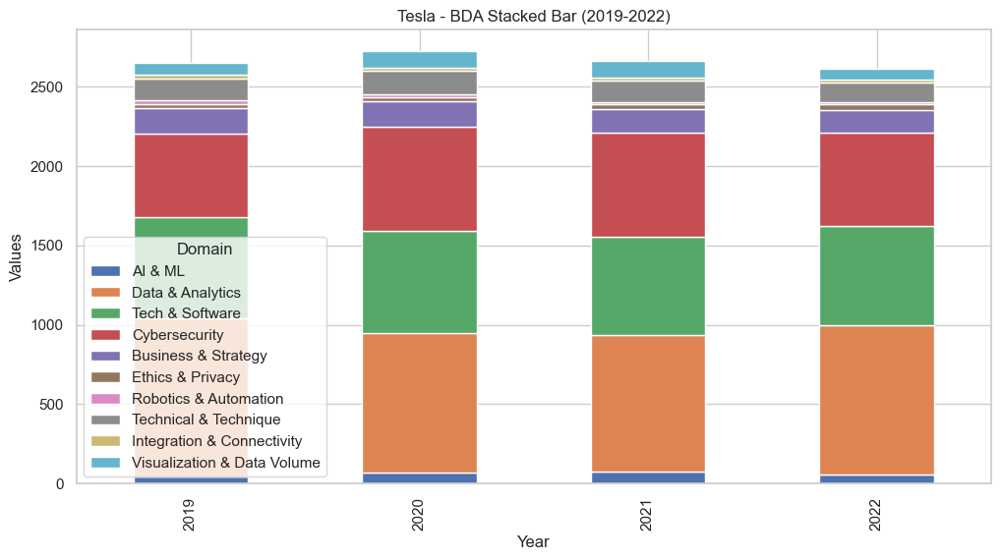 Tesla - BDA Stacked Bar (2019-2022)
Values
2500
2000
1500
1000
500
0
Domain
AI & ML
Data & Analytics
Tech & Software
Cybersecurity
Business & Strategy
Ethics & Privacy
Robotics & Automation
Technical & Technique
Integration & Connectivity
Visualization & Data Volume
2019
2020
2021
2022
Year